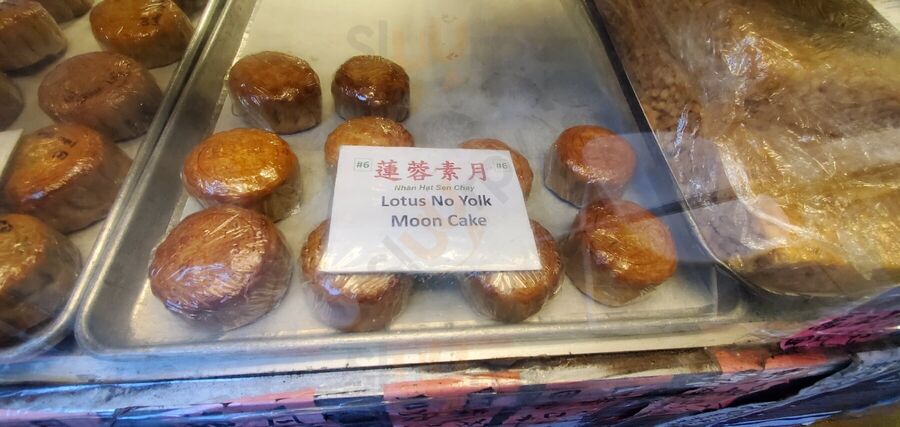 #6 蓮蓉素月 #6
Nhân Hạt Sen Chay
Lotus No Yolk
Moon Cake